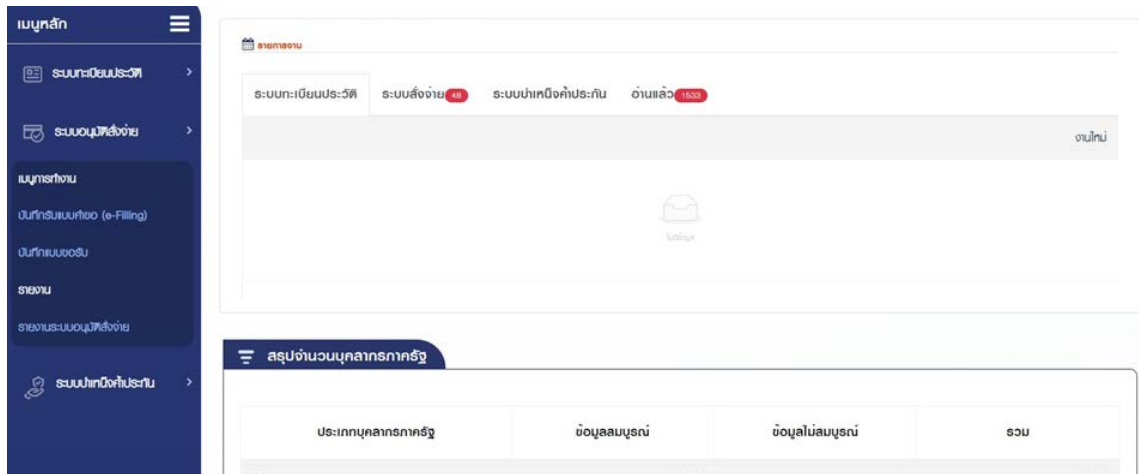 เมนูหลัก
ระบบทะเบียนประวัติ
ระบบอนุมัติสั่งจ่าย
เมนูการทำงาน
บันทึกรับแบบคำขอ (e-Filling)
บันทึกแบบขอรับ
รายงาน
รายงานระบบอนุมัติสั่งจ่าย
ระบบบำเหน็จค้ำประกัน
รายการงาน
ระบบทะเบียนประวัติ ระบบสั่งจ่าย 48 ระบบบำเหน็จค้ำประกัน อ่านแล้ว 1533
งานใหม่
ไม่มีข้อมูล
สรุปจำนวนบุคลากรภาครัฐ
ประเภทบุคลากรภาครัฐ ข้อมูลสมบูรณ์ ข้อมูลไม่สมบูรณ์ รวม